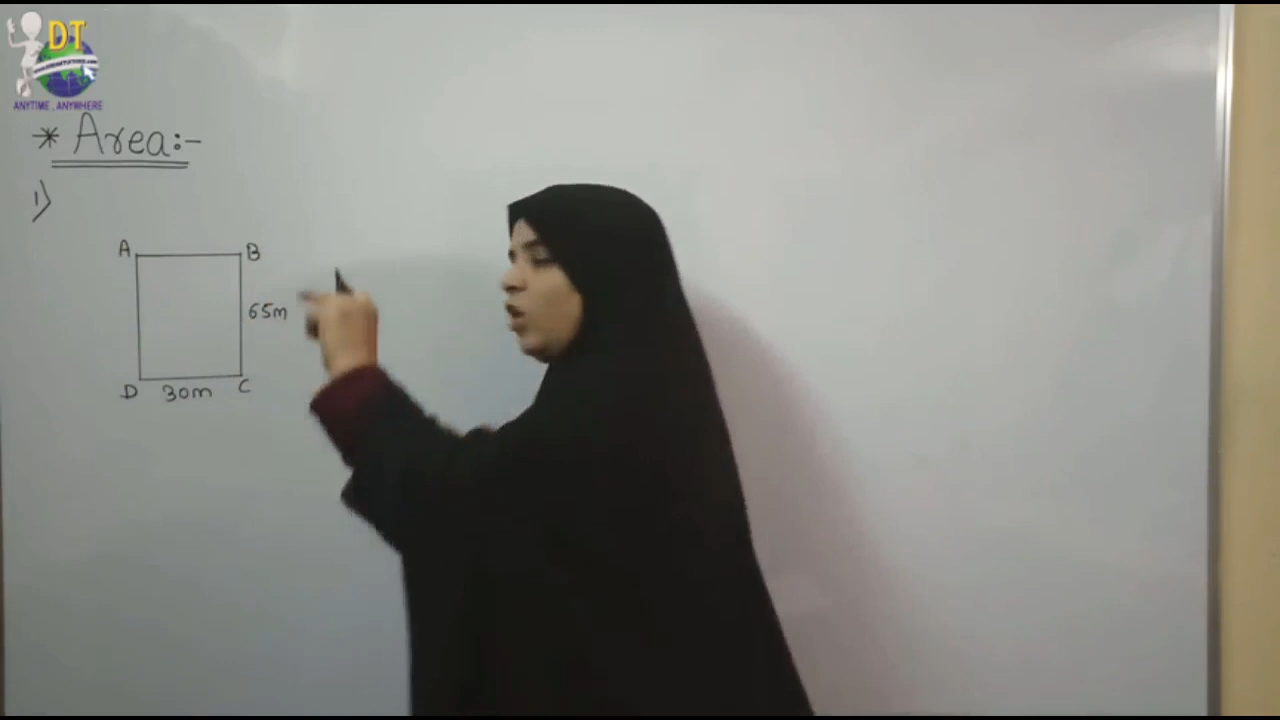 DT
ANYTIME, ANYWHERE
* Area:-
1)
A B
65m
D 30m C